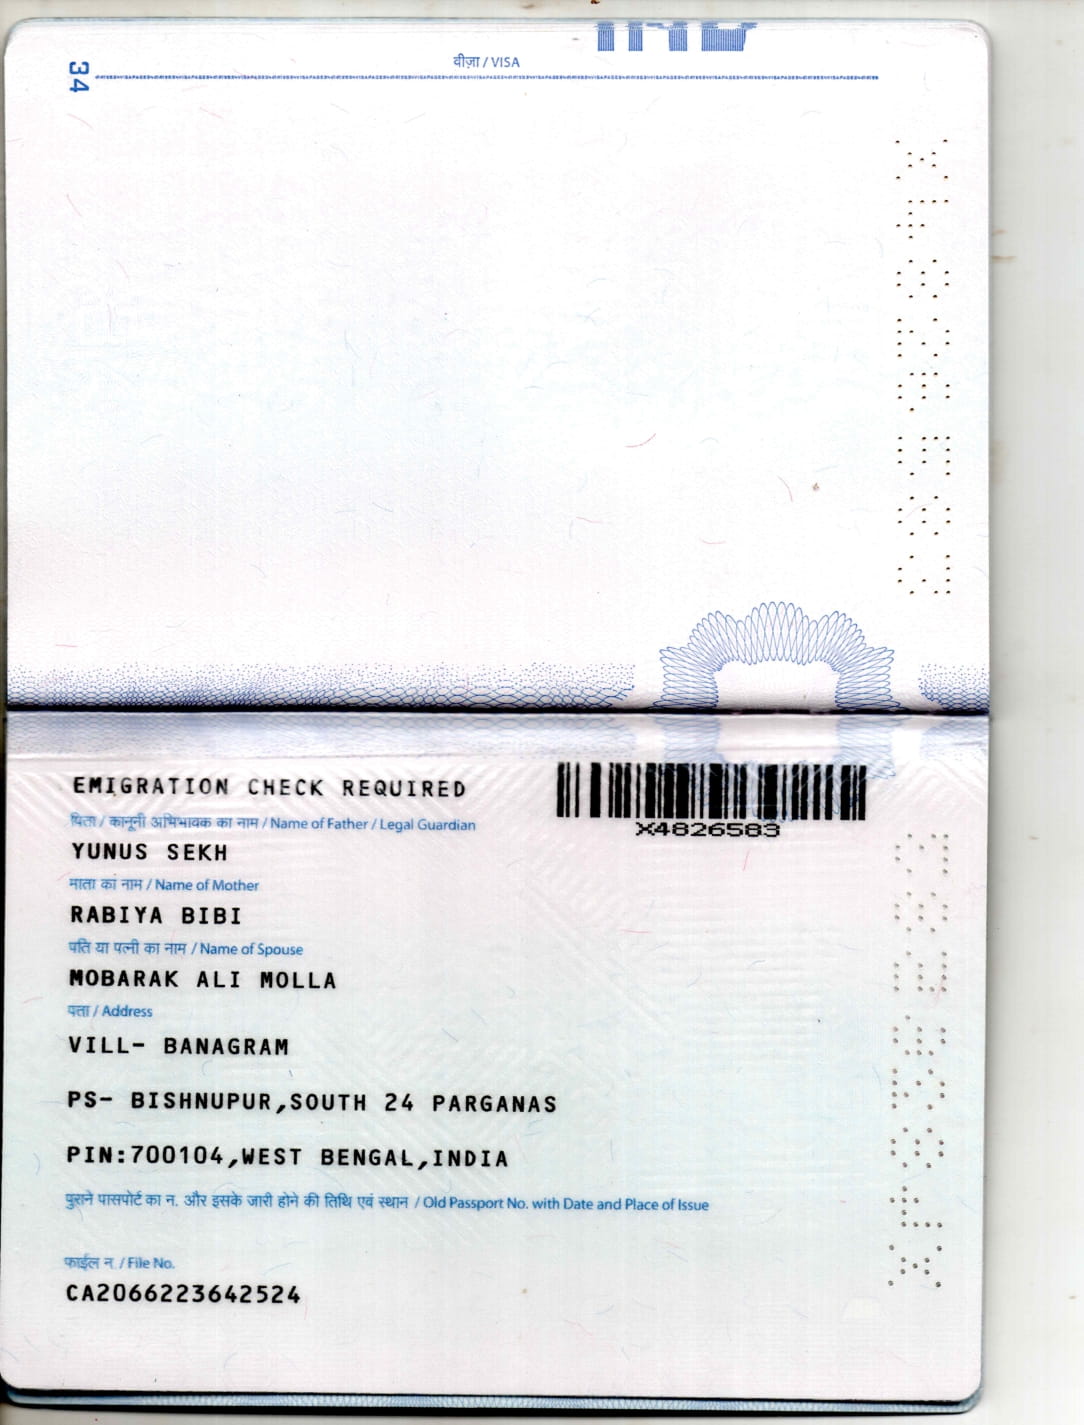 34
वीज़ा / VISA
EMIGRATION CHECK REQUIRED
X4826583
पिता / कानूनी अभिभावक का नाम / Name of Father / Legal Guardian
YUNUS SEKH
माता का नाम / Name of Mother
RABIYA BIBI
पति या पत्नी का नाम / Name of Spouse
MOBARAK ALI MOLLA
पता / Address
VILL- BANAGRAM
PS- BISHNUPUR,SOUTH 24 PARGANAS
PIN:700104,WEST BENGAL,INDIA
पुराने पासपोर्ट का न. और इसके जारी होने की तिथि एवं स्थान / Old Passport No. with Date and Place of Issue
फाईल न. / File No.
CA2066223642524